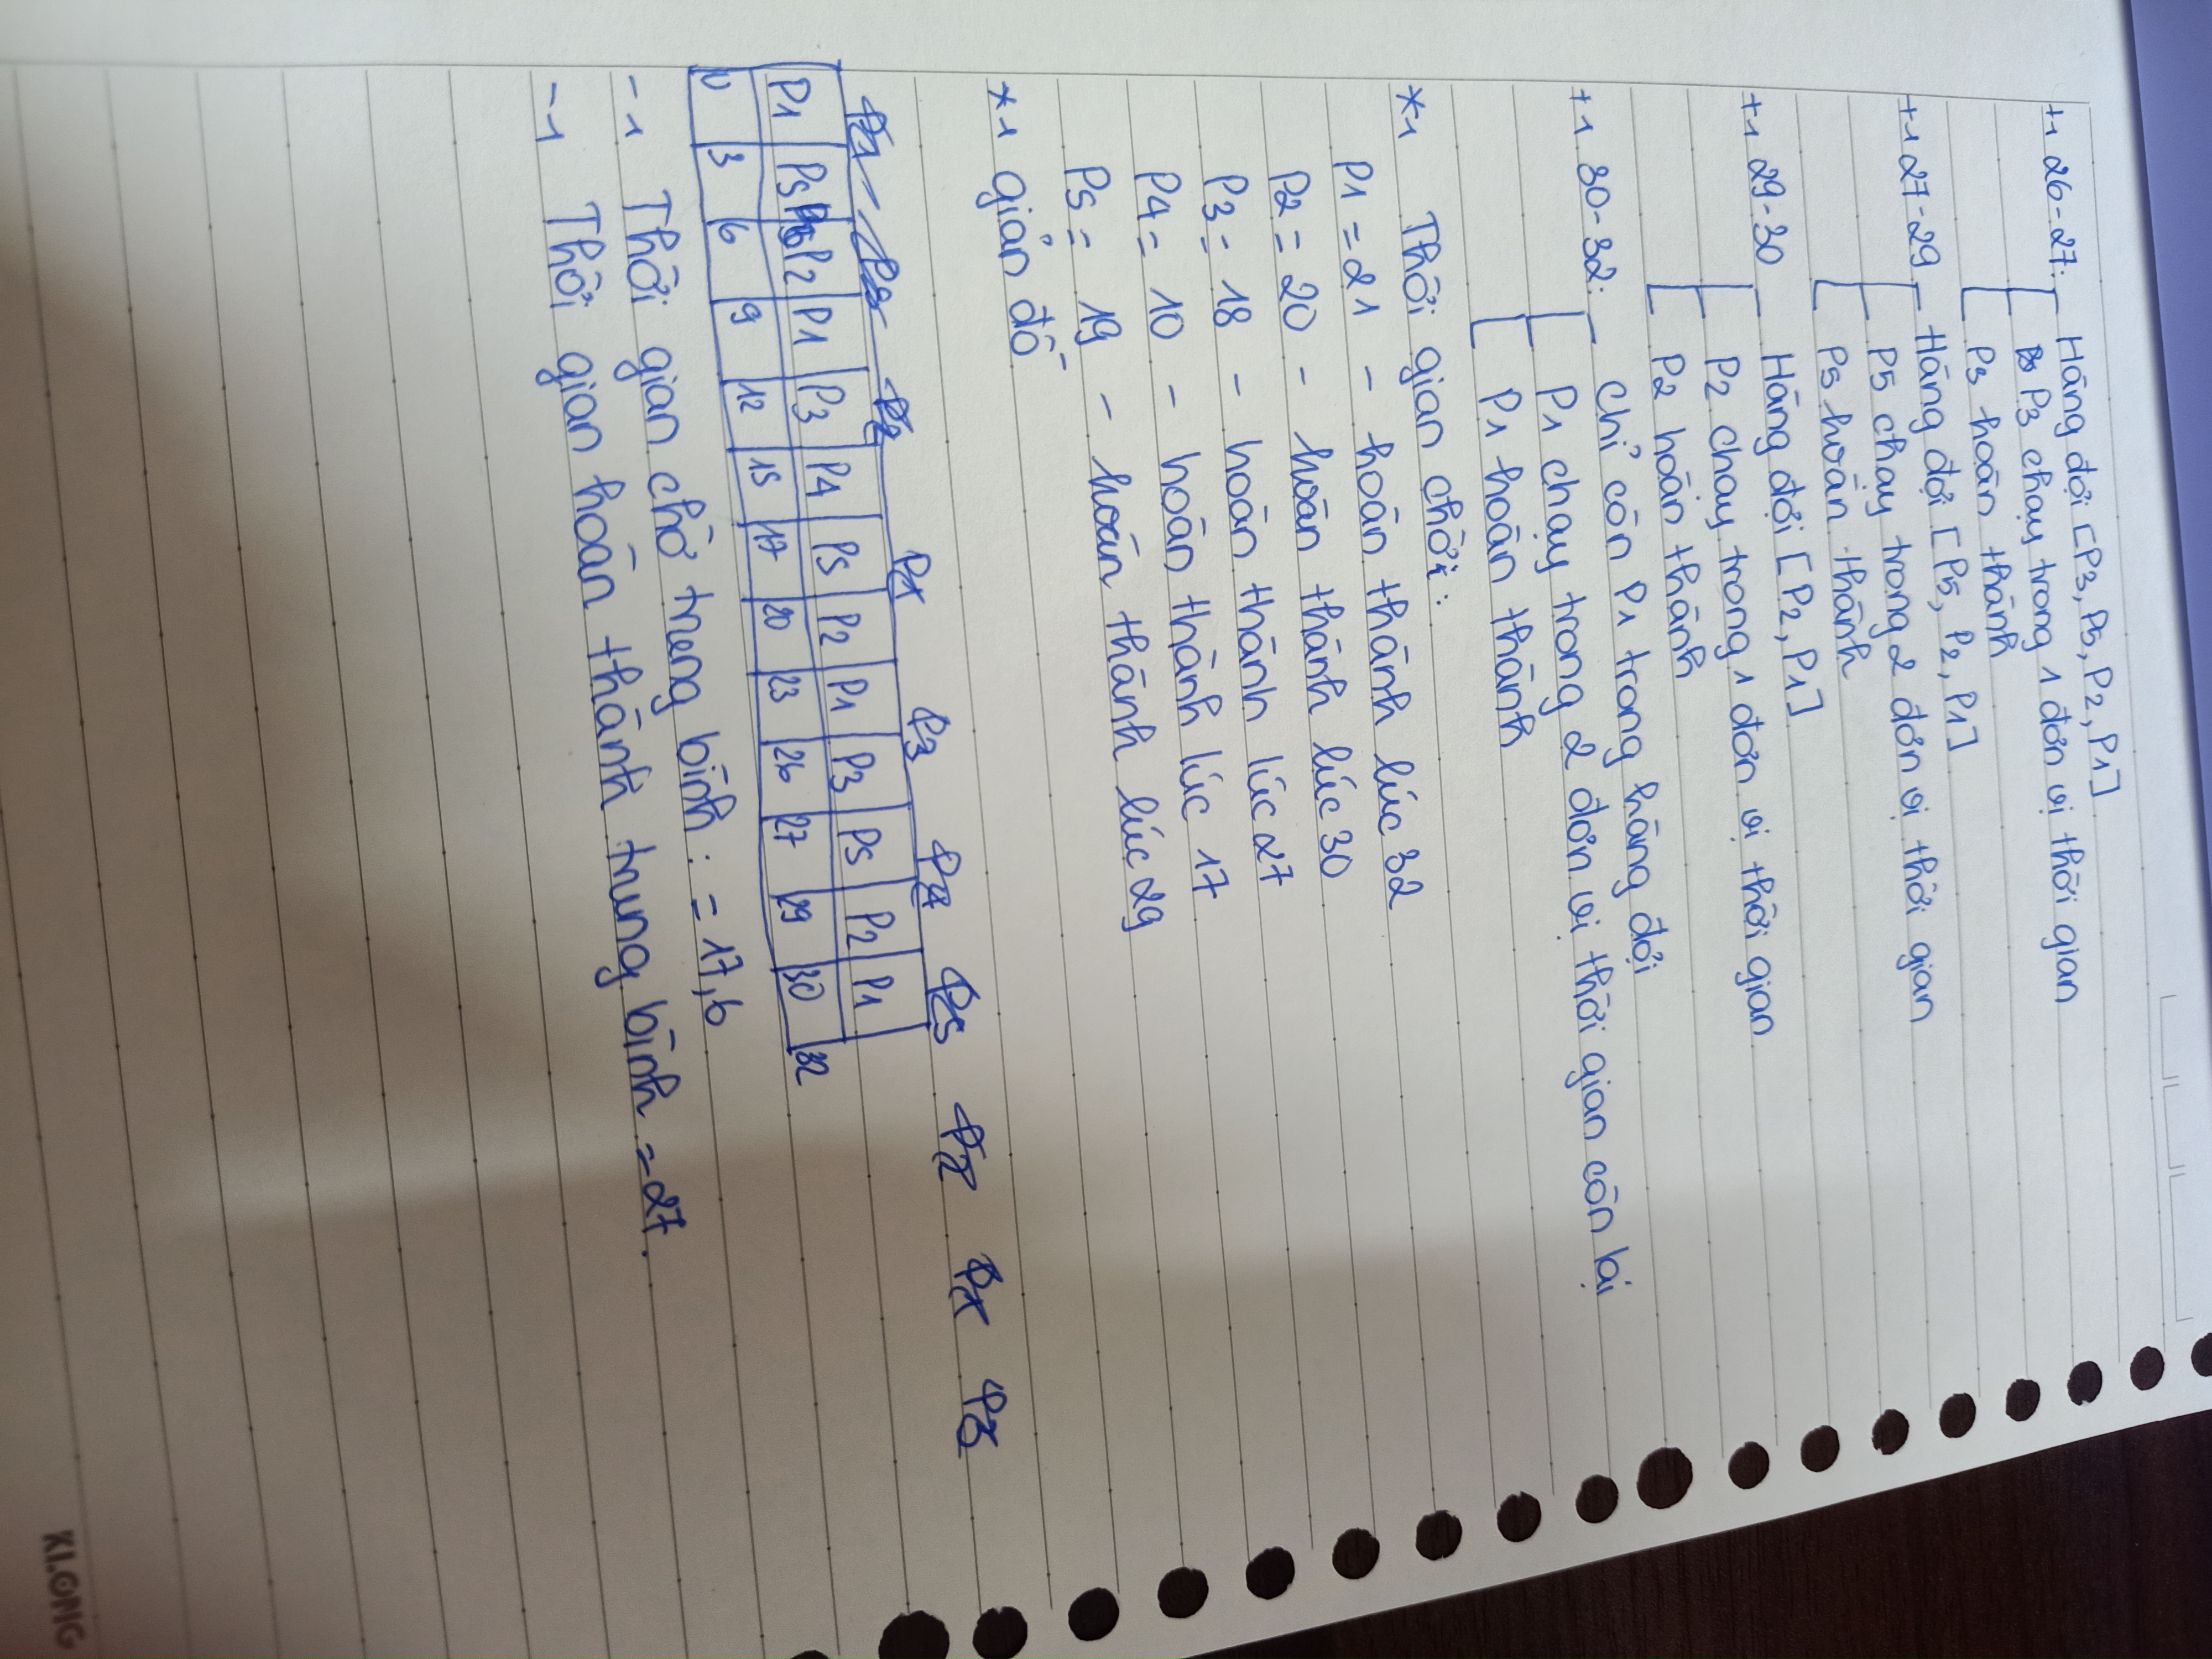 +, 26-27: Hàng đợi [P3, P5, P2, P1]
P3 chạy trong 1 đơn vị thời gian
P3 hoàn thành
+, 27-29 Hàng đợi [P5, P2, P1]
P5 chạy trong 2 đơn vị thời gian
P5 hoàn thành
+, 29-30 Hàng đợi [P2, P1]
P2 chạy trong 1 đơn vị thời gian
P2 hoàn thành
+, 30-32: chỉ còn P1 trong hàng đợi
P1 chạy trong 2 đơn vị thời gian còn lại
P1 hoàn thành
*, Thời gian chờ:
P1 = 21 - hoàn thành lúc 32
P2 = 20 - hoàn thành lúc 30
P3 = 18 - hoàn thành lúc 27
P4 = 10 - hoàn thành lúc 17
P5 = 19 - hoàn thành lúc 29
*, giản đồ
P1 P5 P2 P1 P3 P4 P5 P2 P1 P3 P5 P2 P1
0 3 6 9 12 15 17 20 23 26 27 29 30 32
-, Thời gian chờ trung bình: = 17,6
-, Thời gian hoàn thành trung bình = 27.
KLONG